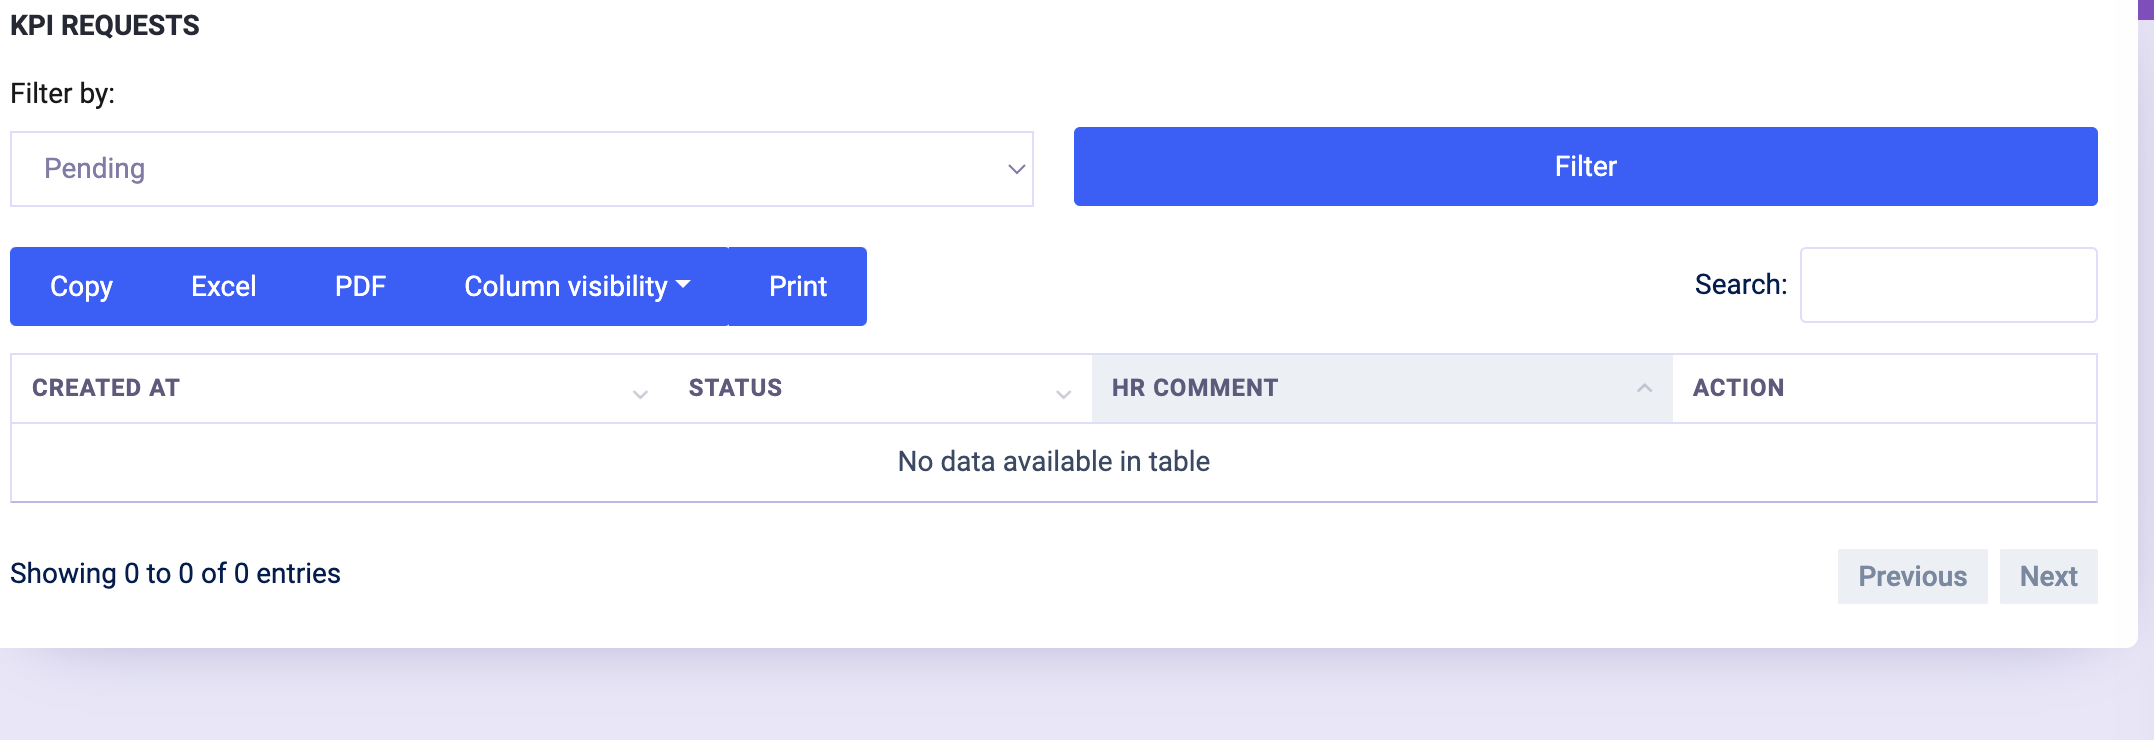 KPI REQUESTS
Filter by:
Pending
Filter
Copy Excel PDF Column visibility Print
Search:
CREATED AT STATUS HR COMMENT ACTION
No data available in table
Showing 0 to 0 of 0 entries
Previous Next